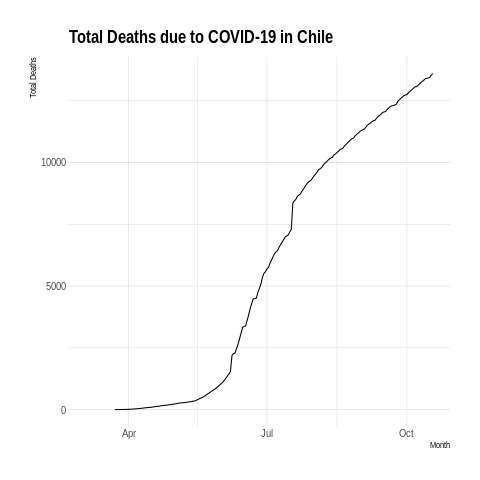 Total Deaths due to COVID-19 in Chile
Total Deaths
10000
5000
0
Apr
Jul
Oct
Month